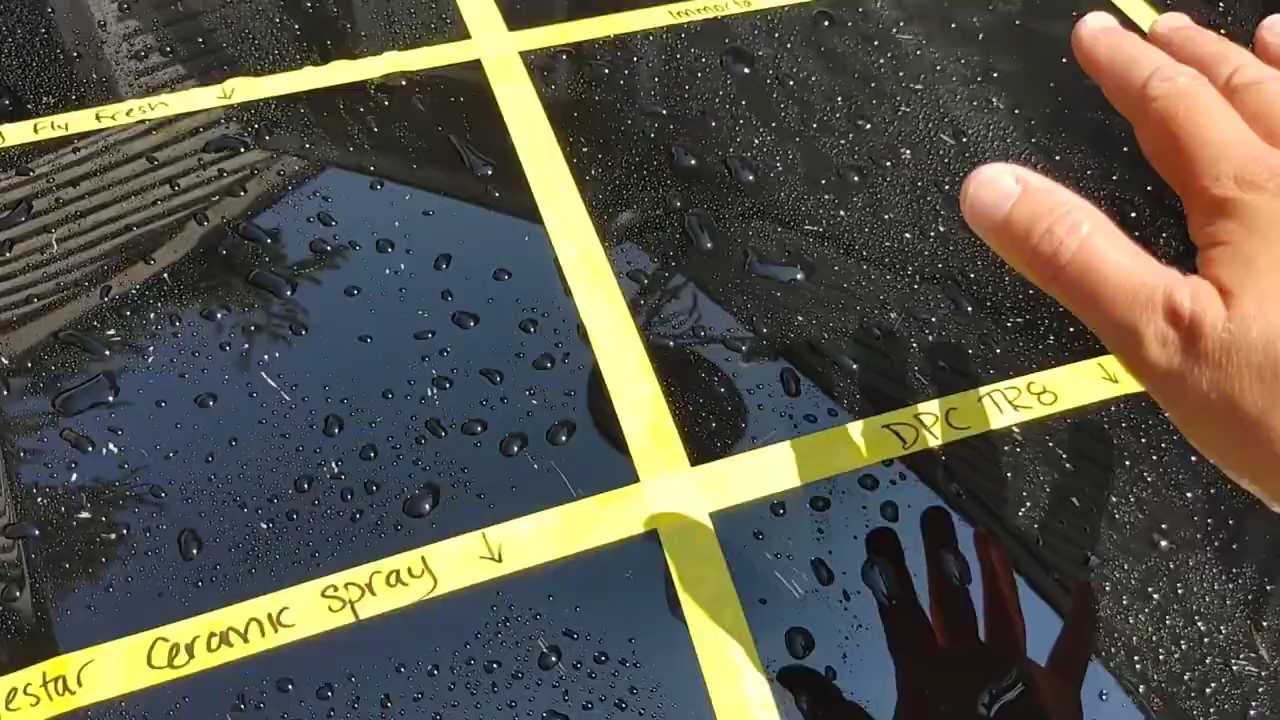 Fly Fresh ↓
DPC TR8 ↓
Ceramic spray ↓